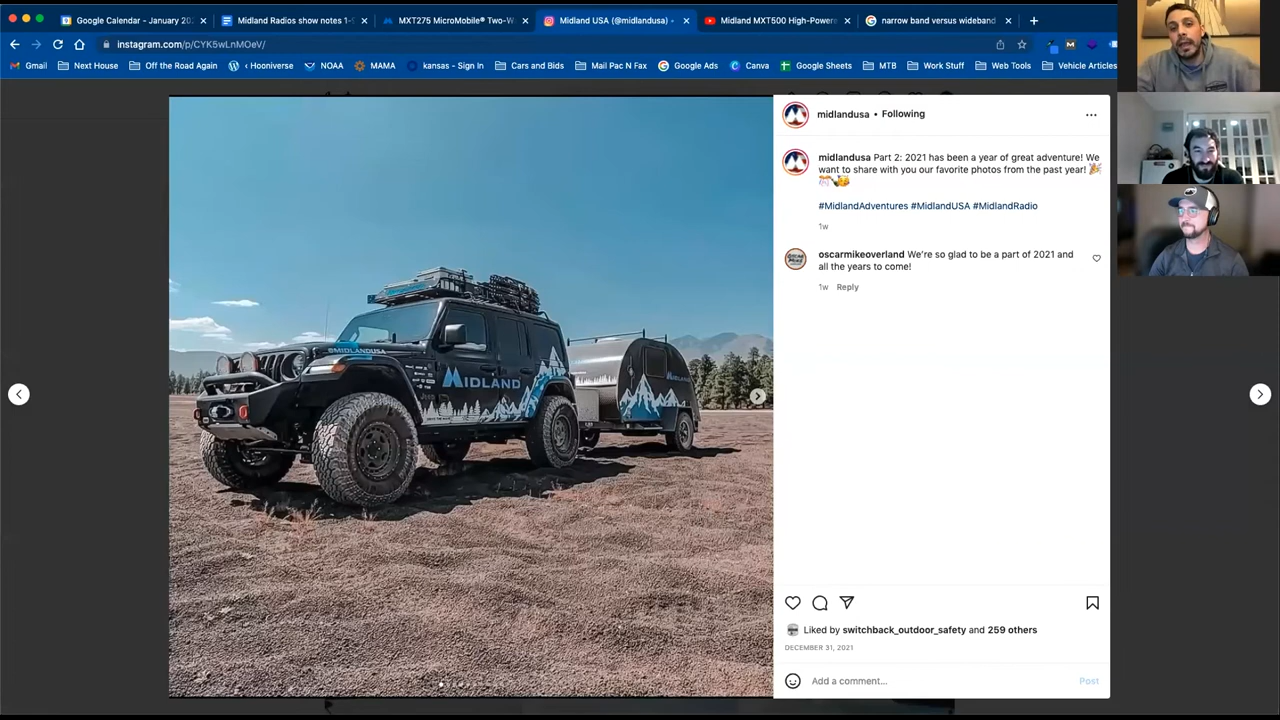 Google Calendar - January 202
Midland Radios show notes 1-5
MXT275 MicroMobile® Two-W
Midland USA (@midlandusa)
Midland MXT500 High-Powere
narrow band versus wideband
instagram.com/p/CYK5wLnMOeV/
Gmail
Next House
Off the Road Again
‹ Hooniverse
NOAA
MAMA
kansas - Sign In
Cars and Bids
Mail Pac N Fax
Google Ads
Canva
Google Sheets
MTB
Work Stuff
Web Tools
Vehicle Articles
midlandusa • Following
midlandusa Part 2: 2021 has been a year of great adventure! We
want to share with you our favorite photos from the past year! 🎉
#MidlandAdventures #MidlandUSA #MidlandRadio
1w
oscarmikeoverland We're so glad to be a part of 2021 and
all the years to come!
1w Reply
@MIDLANDUSA
MIDLAND
MIDLAND
Liked by switchback_outdoor_safety and 259 others
DECEMBER 31, 2021
Add a comment...
Post